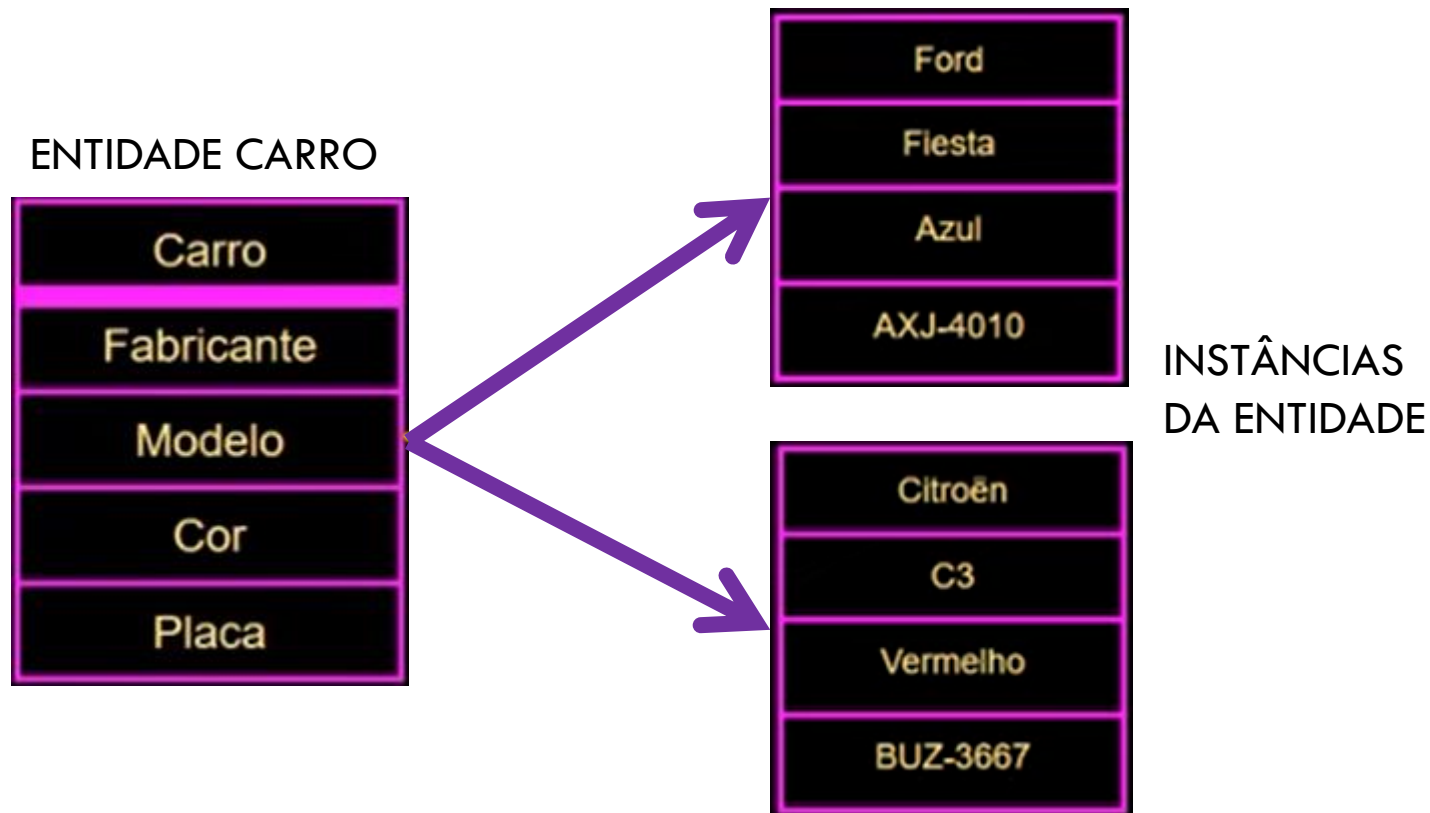 ENTIDADE CARRO
Carro
Fabricante
Modelo
Cor
Placa
Ford
Fiesta
Azul
AXJ-4010
Citroën
C3
Vermelho
BUZ-3667
INSTÂNCIAS
DA ENTIDADE